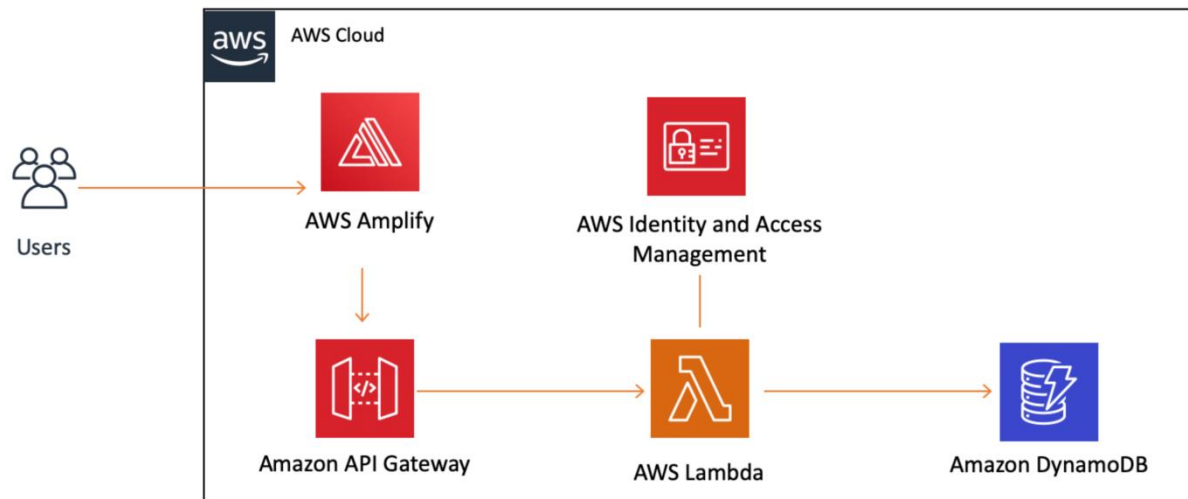 aws
AWS Cloud
Users
AWS Amplify
AWS Identity and Access
Management
</>
Amazon API Gateway
AWS Lambda
Amazon DynamoDB